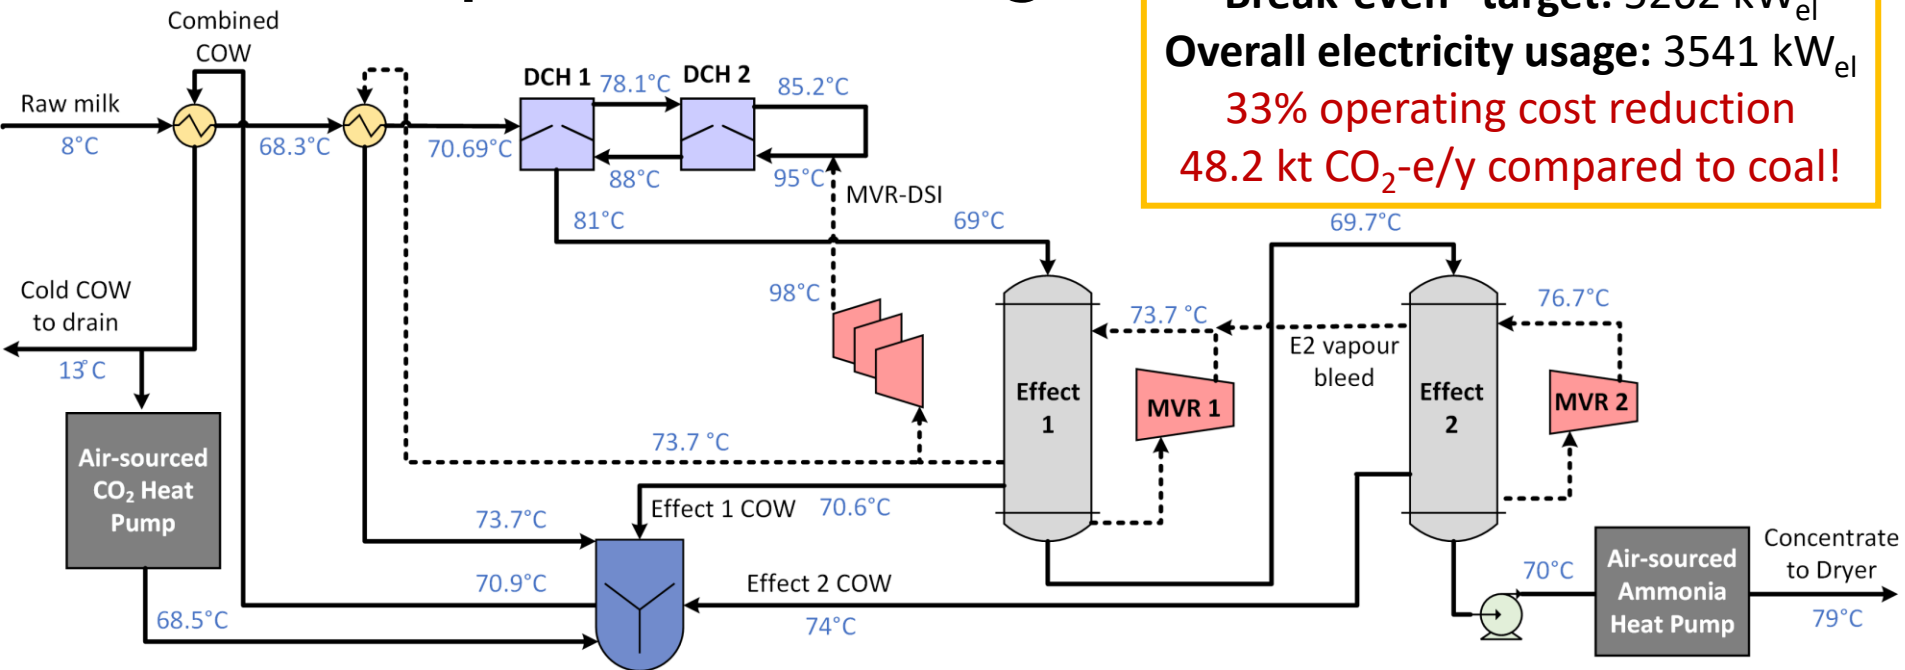 Overall electricity usage: 3541 kWel
33% operating cost reduction
48.2 kt CO2-e/y compared to coal!
Combined
COW
Raw milk
8°C
68.3°C
70.69°C
DCH 1
78.1°C
DCH 2
85.2°C
88°C
95°C
MVR-DSI
81°C
69°C
69.7°C
Cold COW
to drain
13°C
98°C
73.7 °C
E2 vapour
bleed
76.7°C
Effect
1
MVR 1
Effect
2
MVR 2
Air-sourced
CO2 Heat
Pump
73.7 °C
Effect 1 COW
70.6°C
73.7°C
70.9°C
Effect 2 COW
74°C
68.5°C
70°C
Air-sourced
Ammonia
Heat Pump
Concentrate
to Dryer
79°C